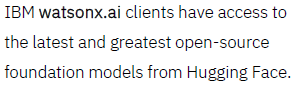 IBM watsonx.ai clients have access to
the latest and greatest open-source
foundation models from Hugging Face.